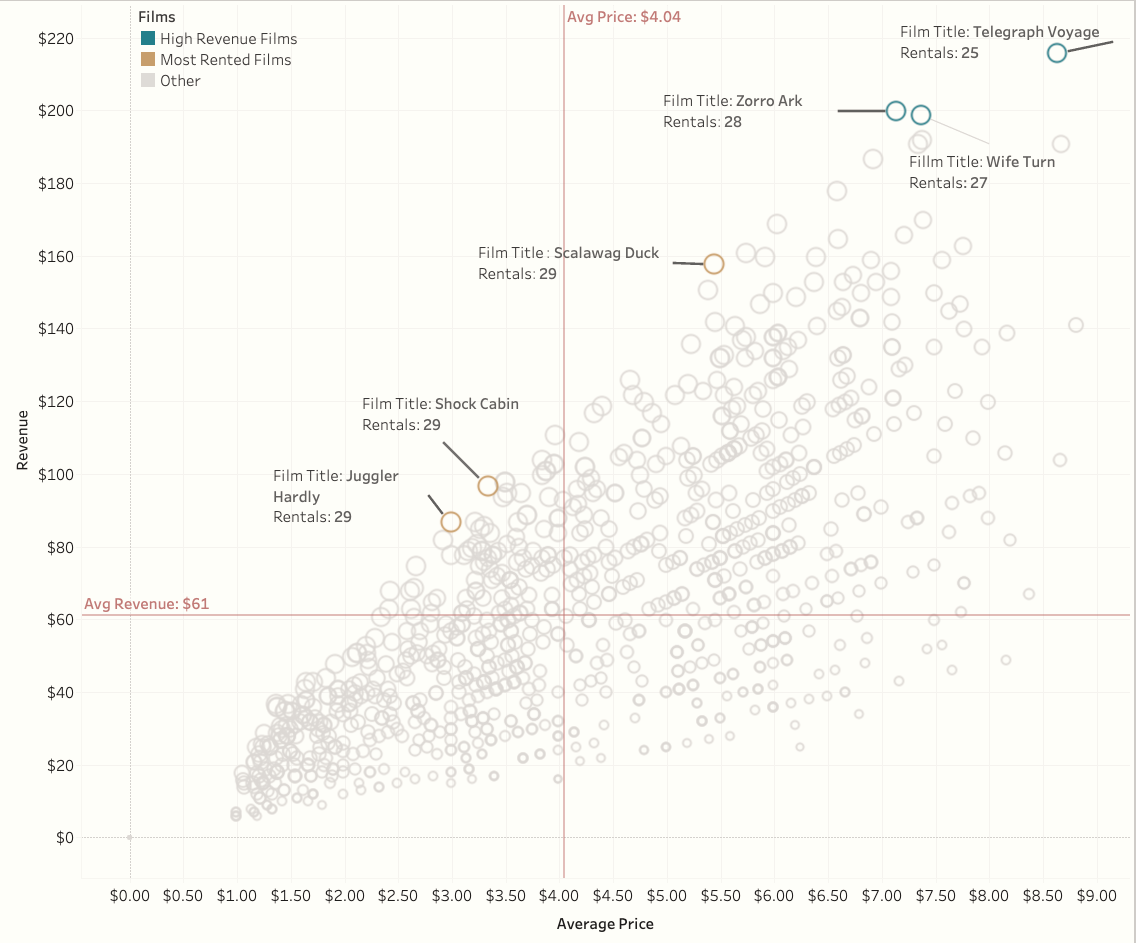 Films
High Revenue Films
Most Rented Films
Other
Avg Price: $4.04
Film Title: Telegraph Voyage
Rentals: 25
Film Title: Zorro Ark
Rentals: 28
Fillm Title: Wife Turn
Rentals: 27
Film Title : Scalawag Duck
Rentals: 29
Film Title: Shock Cabin
Rentals: 29
Film Title: Juggler
Hardly
Rentals: 29
Avg Revenue: $61
Revenue
$220
$200
$180
$160
$140
$120
$100
$80
$60
$40
$20
$0
$0.00 $0.50 $1.00 $1.50 $2.00 $2.50 $3.00 $3.50 $4.00 $4.50 $5.00 $5.50 $6.00 $6.50 $7.00 $7.50 $8.00 $8.50 $9.00
Average Price